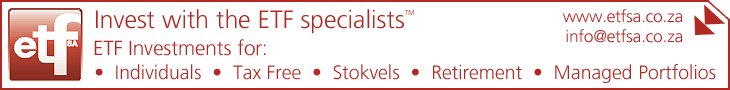 etf
SA
Invest with the ETF specialists™
ETF Investments for:
www.etfsa.co.za
info@etfsa.co.za
• Individuals • Tax Free • Stokvels • Retirement • Managed Portfolios